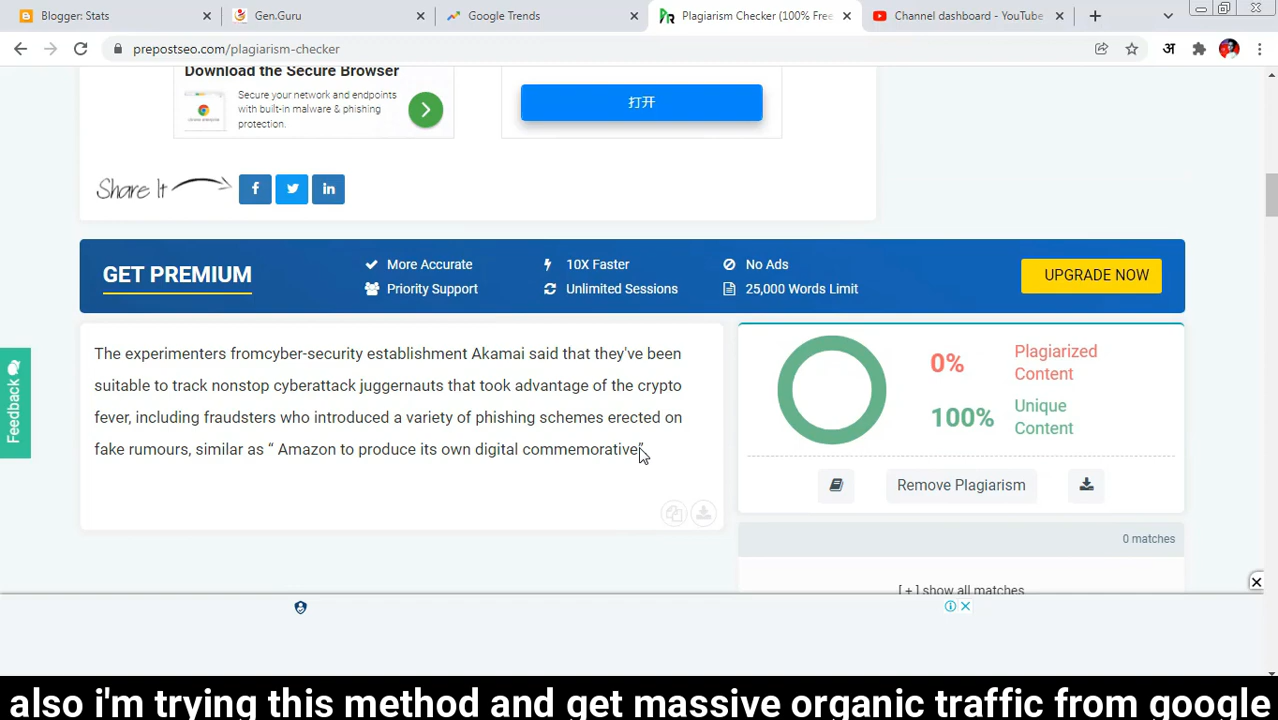 Blogger: Stats
Gen.Guru
Google Trends
Plagiarism Checker (100% Free
Channel dashboard - YouTube
prepostseo.com/plagiarism-checker
अ
Download the Secure Browser
Secure your network and endpoints
with built-in malware & phishing
protection.
打开
Share It
GET PREMIUM
More Accurate
10X Faster
No Ads
Priority Support
Unlimited Sessions
25,000 Words Limit
UPGRADE NOW
The experimenters fromcyber-security establishment Akamai said that they've been
suitable to track nonstop cyberattack juggernauts that took advantage of the crypto
fever, including fraudsters who introduced a variety of phishing schemes erected on
fake rumours, similar as “ Amazon to produce its own digital commemorative”
0%
Plagiarized
Content
100%
Unique
Content
Remove Plagiarism
0 matches
[ + ] show all matches
Feedback
also i'm trying this method and get massive organic traffic from google